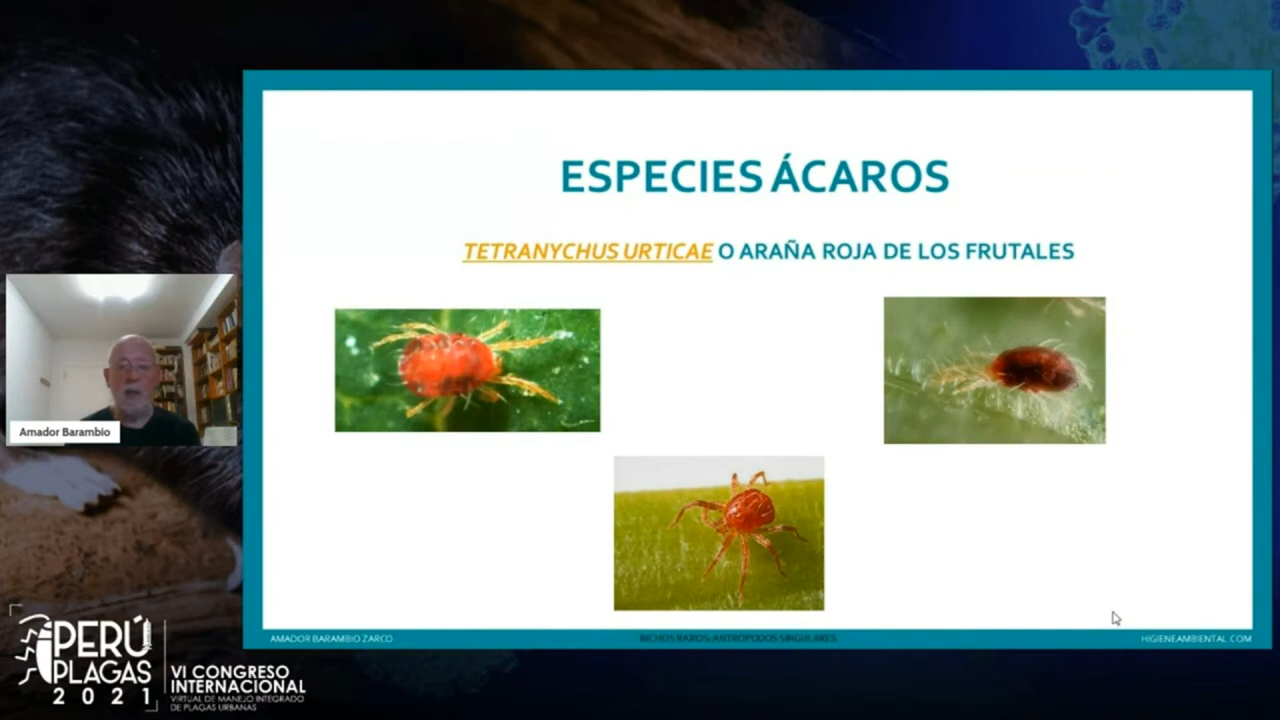 ESPECIES ÁCAROS
TETRANYCHUS URTICAE O ARAÑA ROJA DE LOS FRUTALES
Amador Barambio
AMADOR BARAMBIO ZARCO
BICHOS RAROS: ANTRÓPODOS SINGULARES
HIGIENEAMBIENTAL.COM
PERÚ
PLAGAS
2021
VI CONGRESO
INTERNACIONAL
VIRTUAL DE MANEJO INTEGRADO
DE PLAGAS URBANAS